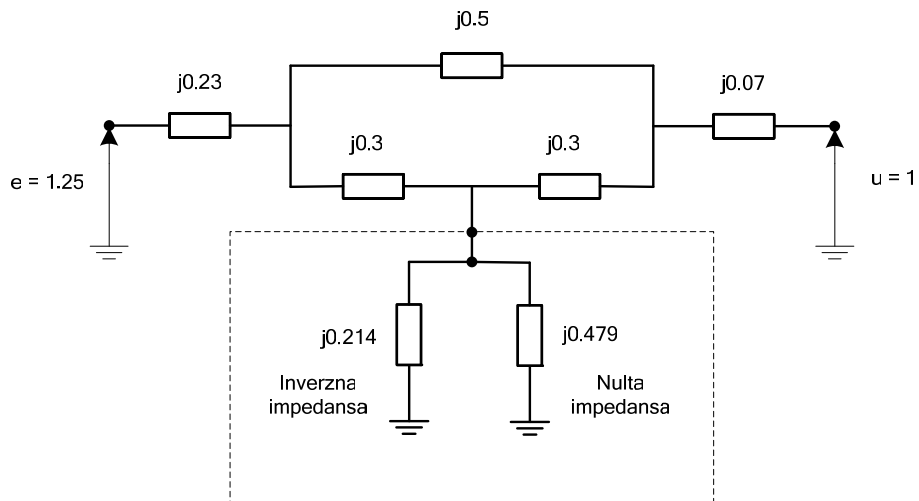 j0.5
j0.23
j0.07
j0.3
j0.3
e = 1.25
u = 1
j0.214
j0.479
Inverzna
impedansa
Nulta
impedansa